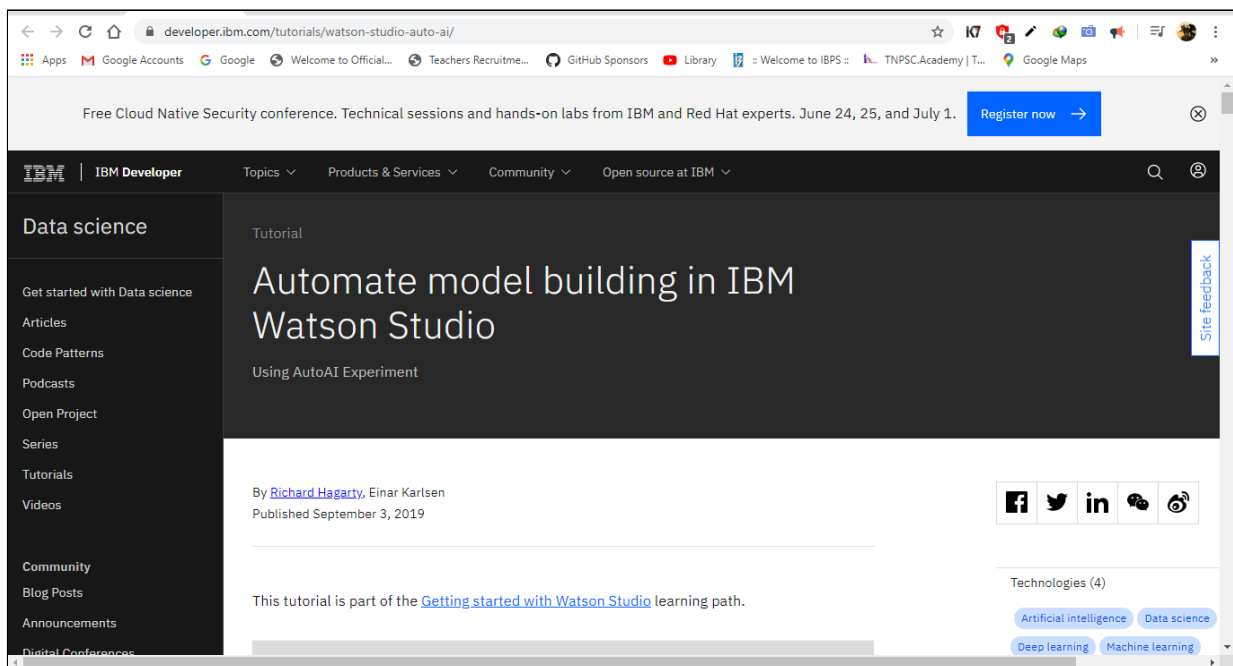 developer.ibm.com/tutorials/watson-studio-auto-ai/
2
Apps Google Accounts Google Welcome to Official... Teachers Recruitme... GitHub Sponsors Library :: Welcome to IBPS :: TNPSC.Academy | T... Google Maps »
Free Cloud Native Security conference. Technical sessions and hands-on labs from IBM and Red Hat experts. June 24, 25, and July 1. Register now →
IBM IBM Developer Topics Products & Services Community Open source at IBM
Data science
Get started with Data science
Articles
Code Patterns
Podcasts
Open Project
Series
Tutorials
Videos
Community
Blog Posts
Announcements
Digital Conferences
Tutorial
Automate model building in IBM
Watson Studio
Using AutoAI Experiment
Site feedback
By Richard Hagarty, Einar Karlsen
Published September 3, 2019
This tutorial is part of the Getting started with Watson Studio learning path.
Technologies (4)
Artificial intelligence Data science
Deep learning Machine learning